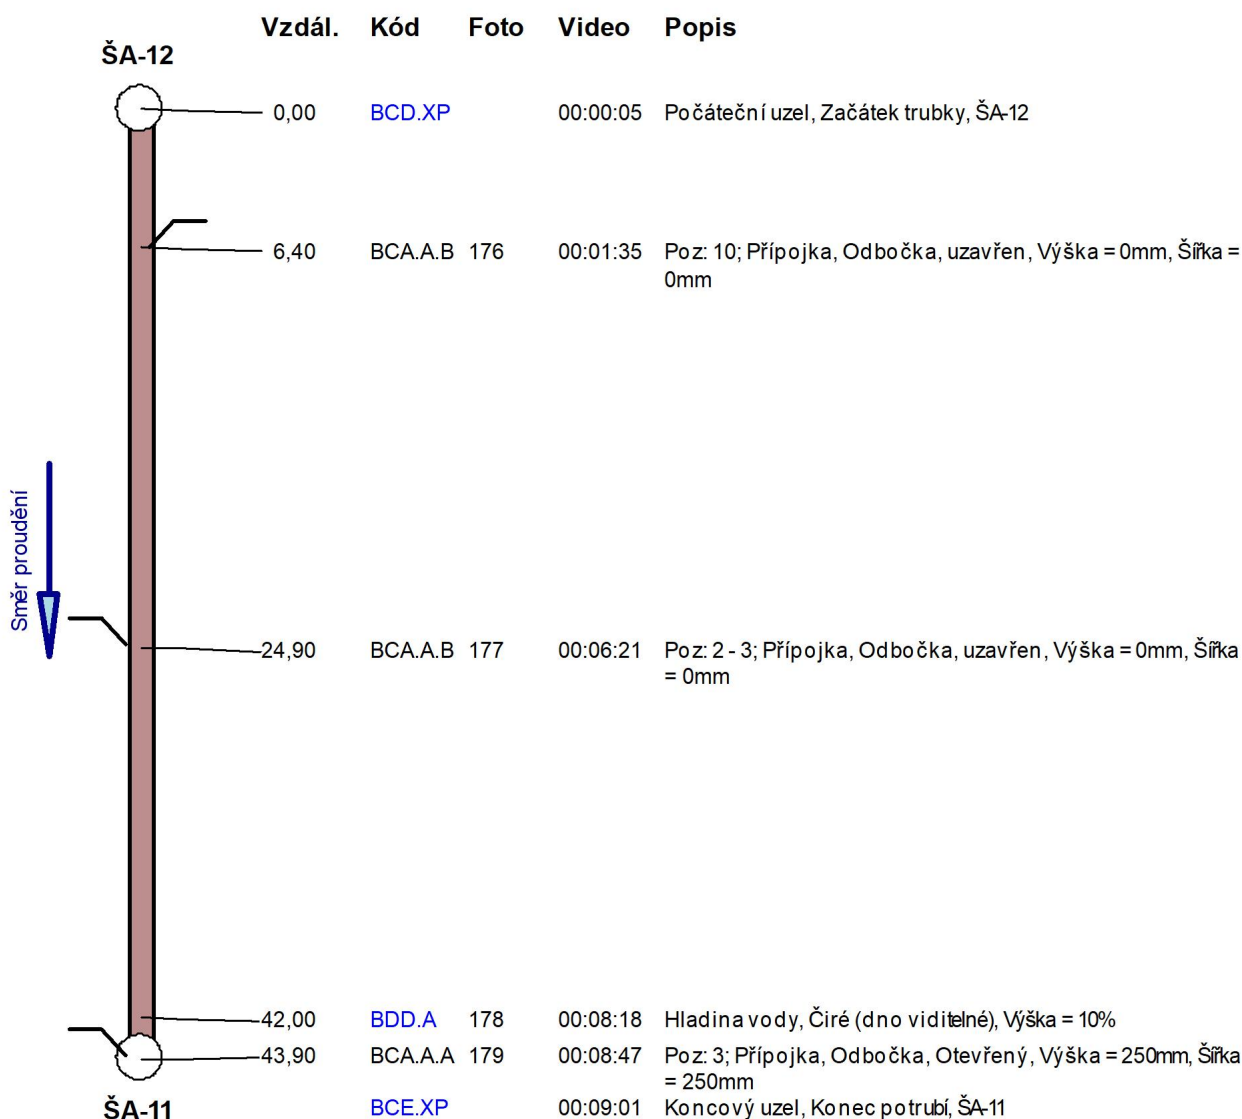 Vzdál. Kód Foto Video Popis
ŠA-12
0,00 BCD.XP 00:00:05 Počáteční uzel, Začátek trubky, ŠA-12
6,40 BCA.A.B 176 00:01:35 Poz: 10; Přípojka, Odbočka, uzavřen, Výška = 0mm, Šířka =
0mm
Směr proudění
24,90 BCA.A.B 177 00:06:21 Poz: 2 - 3; Přípojka, Odbočka, uzavřen, Výška = 0mm, Šířka
= 0mm
42,00 BDD.A 178 00:08:18 Hladina vody, Čiré (dno viditelné), Výška = 10%
43,90 BCA.A.A 179 00:08:47 Poz: 3; Přípojka, Odbočka, Otevřený, Výška = 250mm, Šířka
= 250mm
ŠA-11 BCE.XP 00:09:01 Koncový uzel, Konec potrubí, ŠA-11